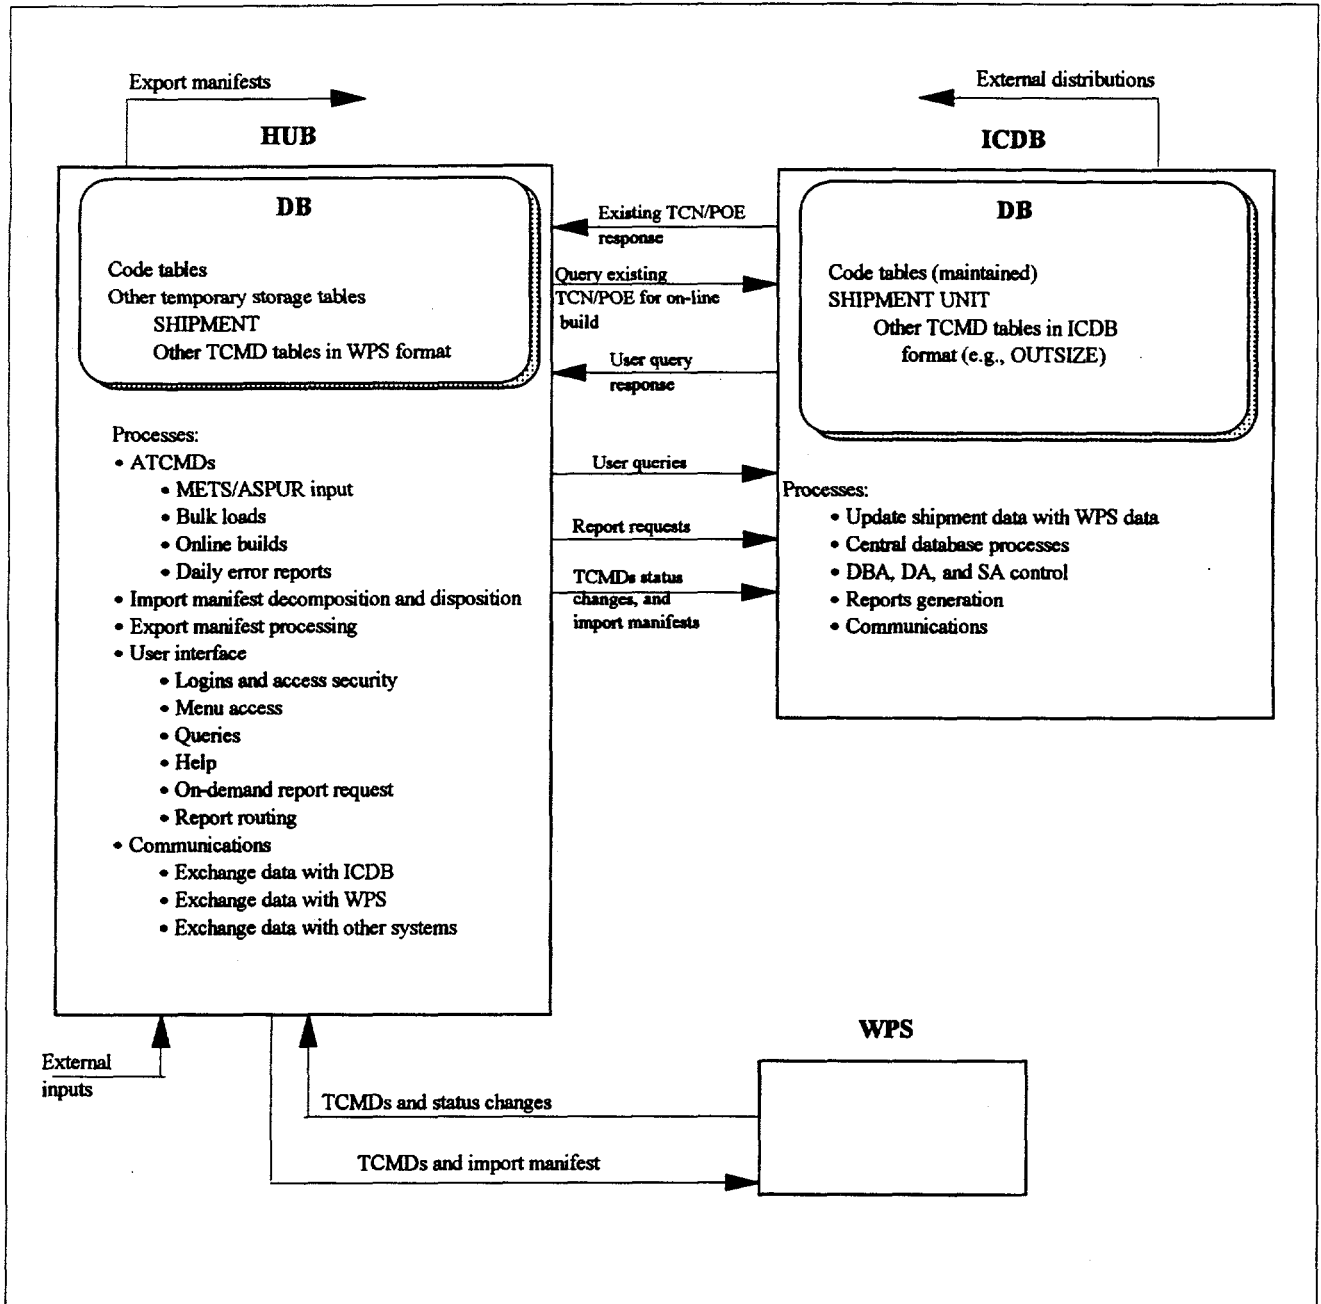 Export manifests
External distributions
HUB
ICDB
DB
Code tables
Other temporary storage tables
SHIPMENT
Other TCMD tables in WPS format
Processes:
• ATCMDs
• METS/ASPUR input
• Bulk loads
• Online builds
• Daily error reports
• Import manifest decomposition and disposition
• Export manifest processing
• User interface
• Logins and access security
• Menu access
• Queries
• Help
• On-demand report request
• Report routing
• Communications
• Exchange data with ICDB
• Exchange data with WPS
• Exchange data with other systems
Existing TCN/POE
response
Query existing
TCN/POE for on-line
build
User query
response
User queries
Report requests
TCMDs status
changes, and
import manifests
DB
Code tables (maintained)
SHIPMENT UNIT
Other TCMD tables in ICDB
format (e.g., OUTSIZE)
Processes:
• Update shipment data with WPS data
• Central database processes
• DBA, DA, and SA control
• Reports generation
• Communications
External
inputs
WPS
TCMDs and status changes
TCMDs and import manifest